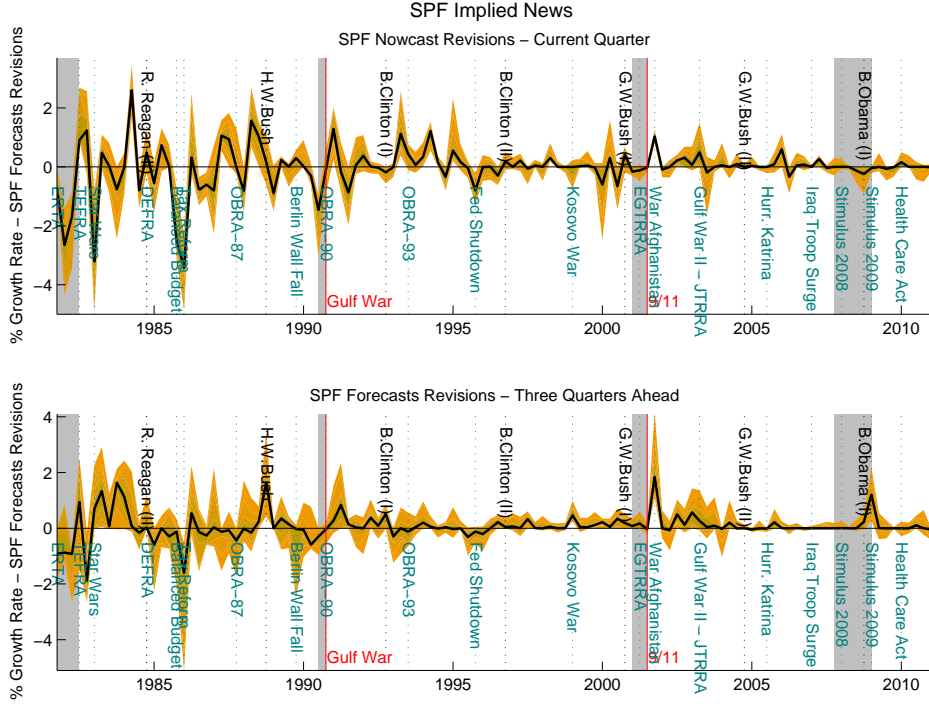 SPF Implied News
SPF Nowcast Revisions − Current Quarter
% Growth Rate − SPF Forecasts Revisions
2
0
−2
−4
1985
1990
1995
2000
2005
2010
ERTA
TEFRA
Star Wars
R. Reagan (II)
DEFRA
Balanced Budget
Tax Reform
OBRA−87
H.W.Bush
Berlin Wall Fall
OBRA−90
Gulf War
B.Clinton (I)
OBRA−93
Fed Shutdown
B.Clinton (II)
Kosovo War
G.W.Bush (I)
EGTRRA
9/11
War Afghanistan
Gulf War II − JTRRA
G.W.Bush (II)
Hurr. Katrina
Iraq Troop Surge
Stimulus 2008
B.Obama (I)
Stimulus 2009
Health Care Act
SPF Forecasts Revisions − Three Quarters Ahead
% Growth Rate − SPF Forecasts Revisions
4
2
0
−2
−4
1985
1990
1995
2000
2005
2010
ERTA
TEFRA
Star Wars
R. Reagan (II)
DEFRA
Balanced Budget
Tax Reform
OBRA−87
H.W.Bush
Berlin Wall Fall
OBRA−90
Gulf War
B.Clinton (I)
OBRA−93
Fed Shutdown
B.Clinton (II)
Kosovo War
G.W.Bush (I)
EGTRRA
9/11
War Afghanistan
Gulf War II − JTRRA
G.W.Bush (II)
Hurr. Katrina
Iraq Troop Surge
Stimulus 2008
B.Obama (I)
Stimulus 2009
Health Care Act